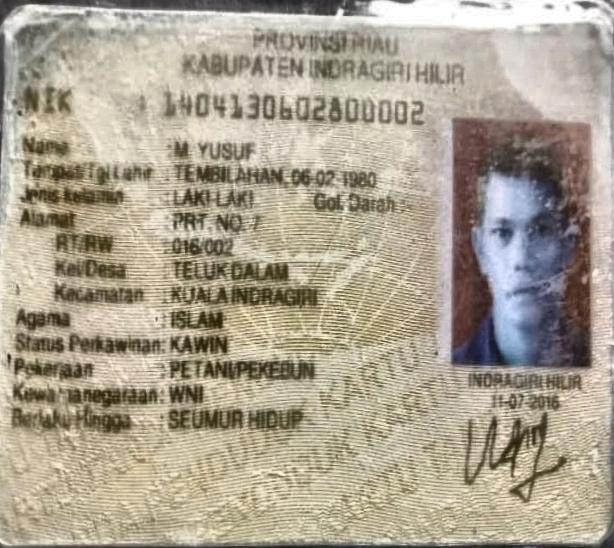 PROVINSI RIAU
KABUPATEN INDRAGIRI HILIR
NIK : 1404130602800002
Nama : M YUSUF
Tempat/Tgl Lahir : TEMBILAHAN, 06-02-1980
Jenis kelamin : LAKI-LAKI Gol. Darah : -
Alamat : PRT. NO. 7
RT/RW : 016/002
Kel/Desa : TELUK DALAM
Kecamatan : KUALA INDRAGIRI
Agama : ISLAM
Status Perkawinan: KAWIN
Pekerjaan : PETANI/PEKEBUN
Kewarganegaraan: WNI
Berlaku Hingga : SEUMUR HIDUP
INDRAGIRI HILIR
11-07-2016